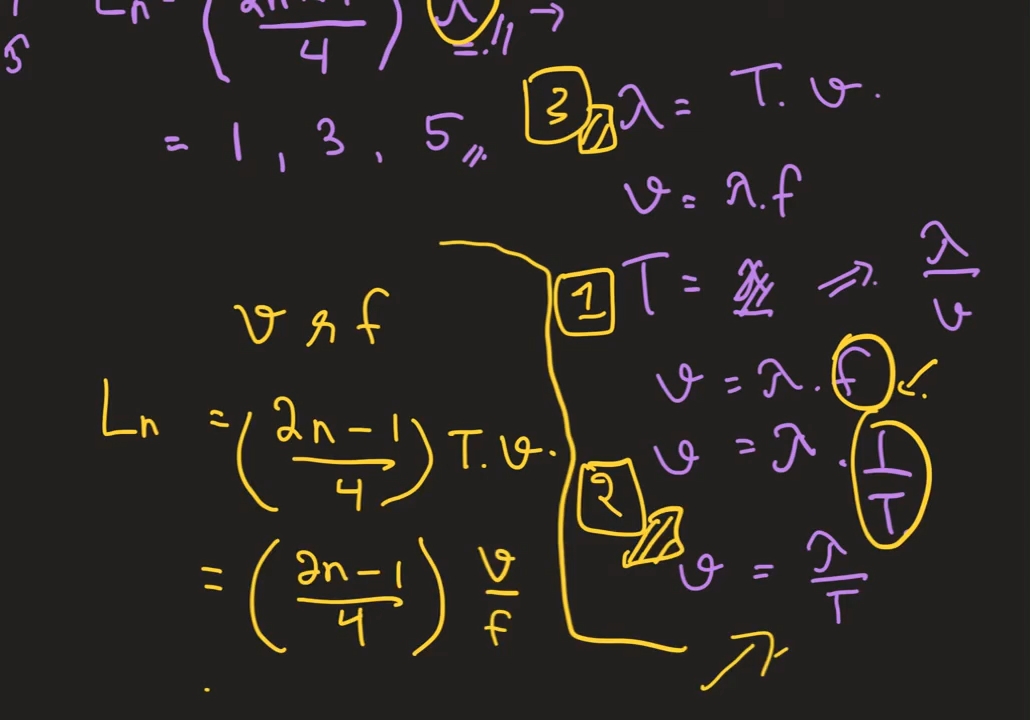 Ln = (2n-1/4) λ →
5
= 1, 3, 5
3 λ = T. v.
v = λ.f
1 T = ⇒ λ/v
v = λ. f
v = λ. 1/T
2 v = λ/T
v & f
Ln = (2n-1/4) T. v.
= (2n-1/4) v/f